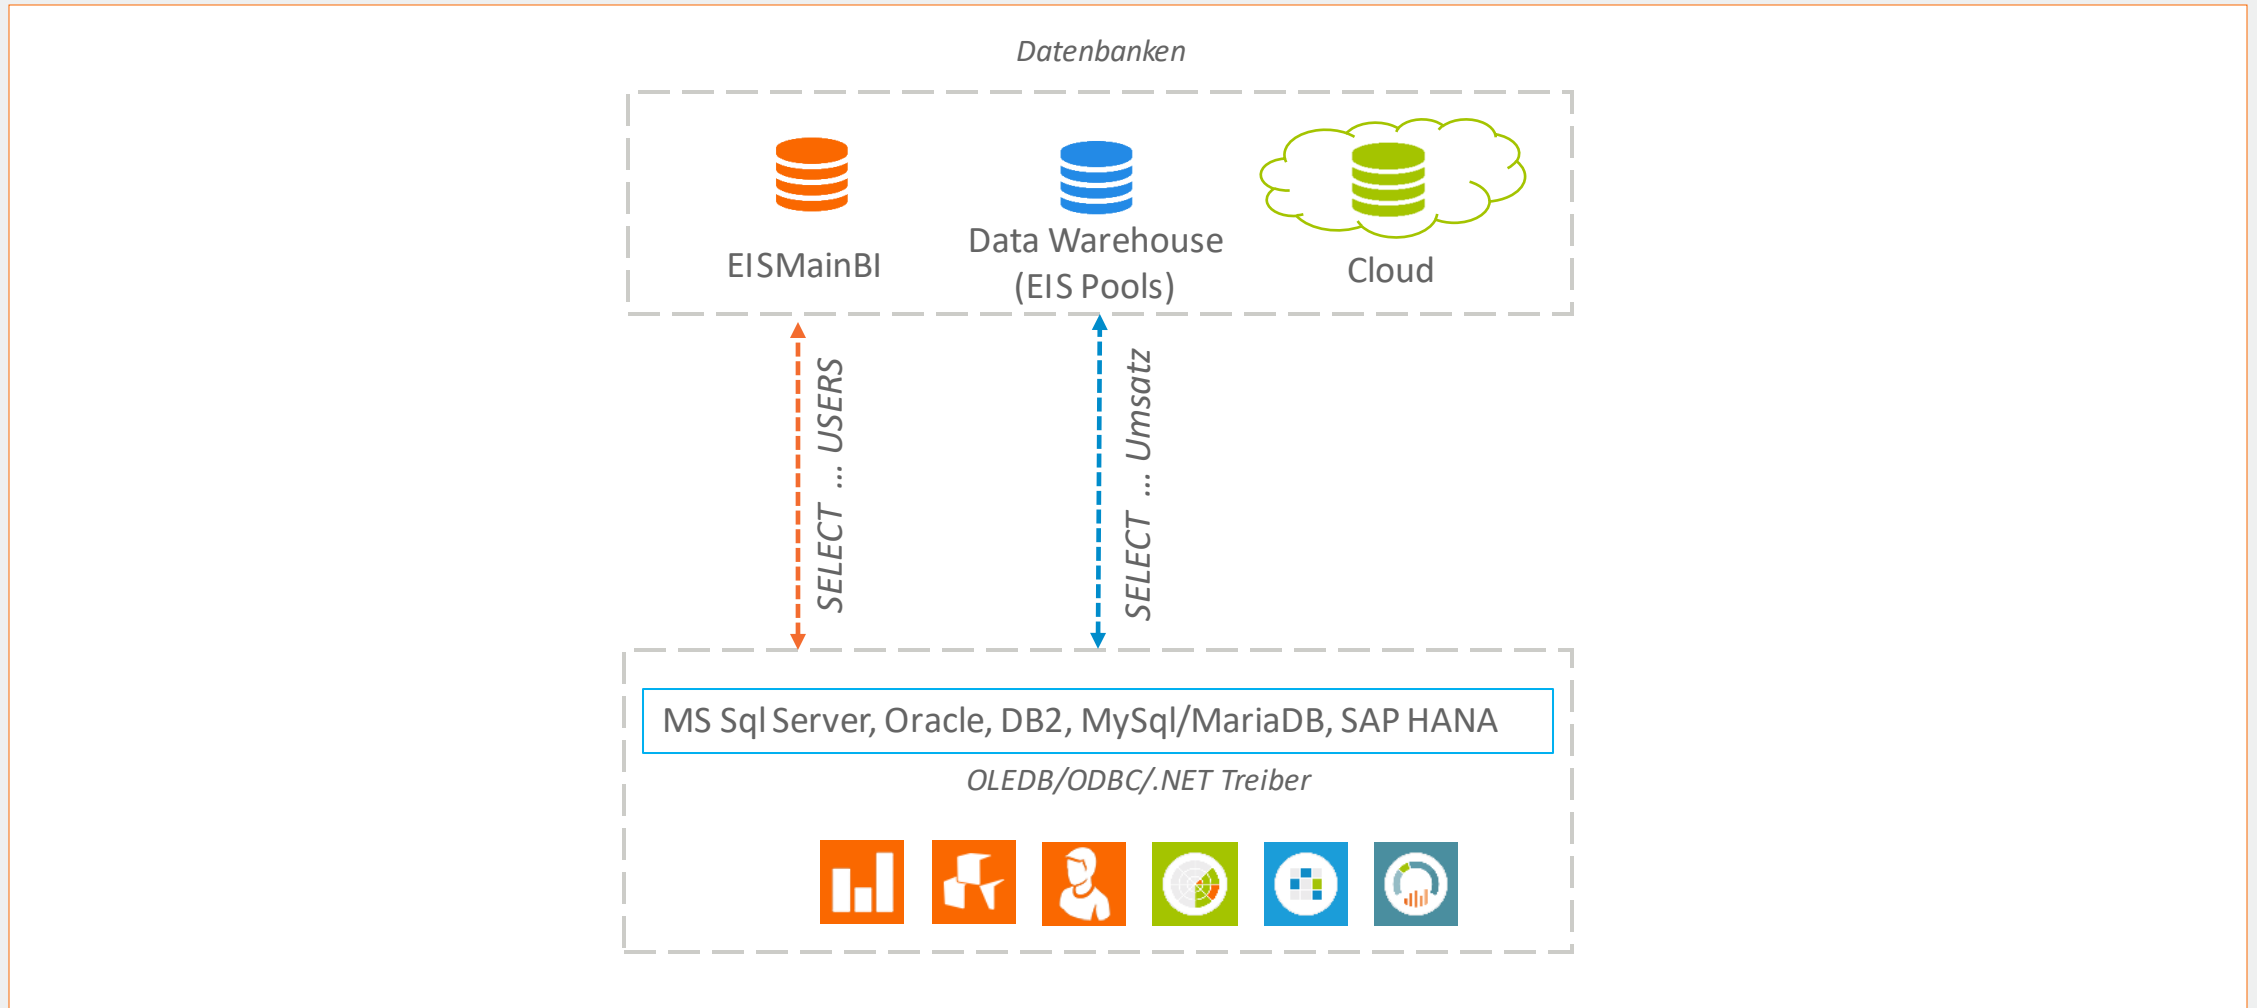 Datenbanken
EISMainBI
Data Warehouse
(EIS Pools)
Cloud
SELECT ... USERS
SELECT ... Umsatz
MS Sql Server, Oracle, DB2, MySql/MariaDB, SAP HANA
OLEDB/ODBC/.NET Treiber